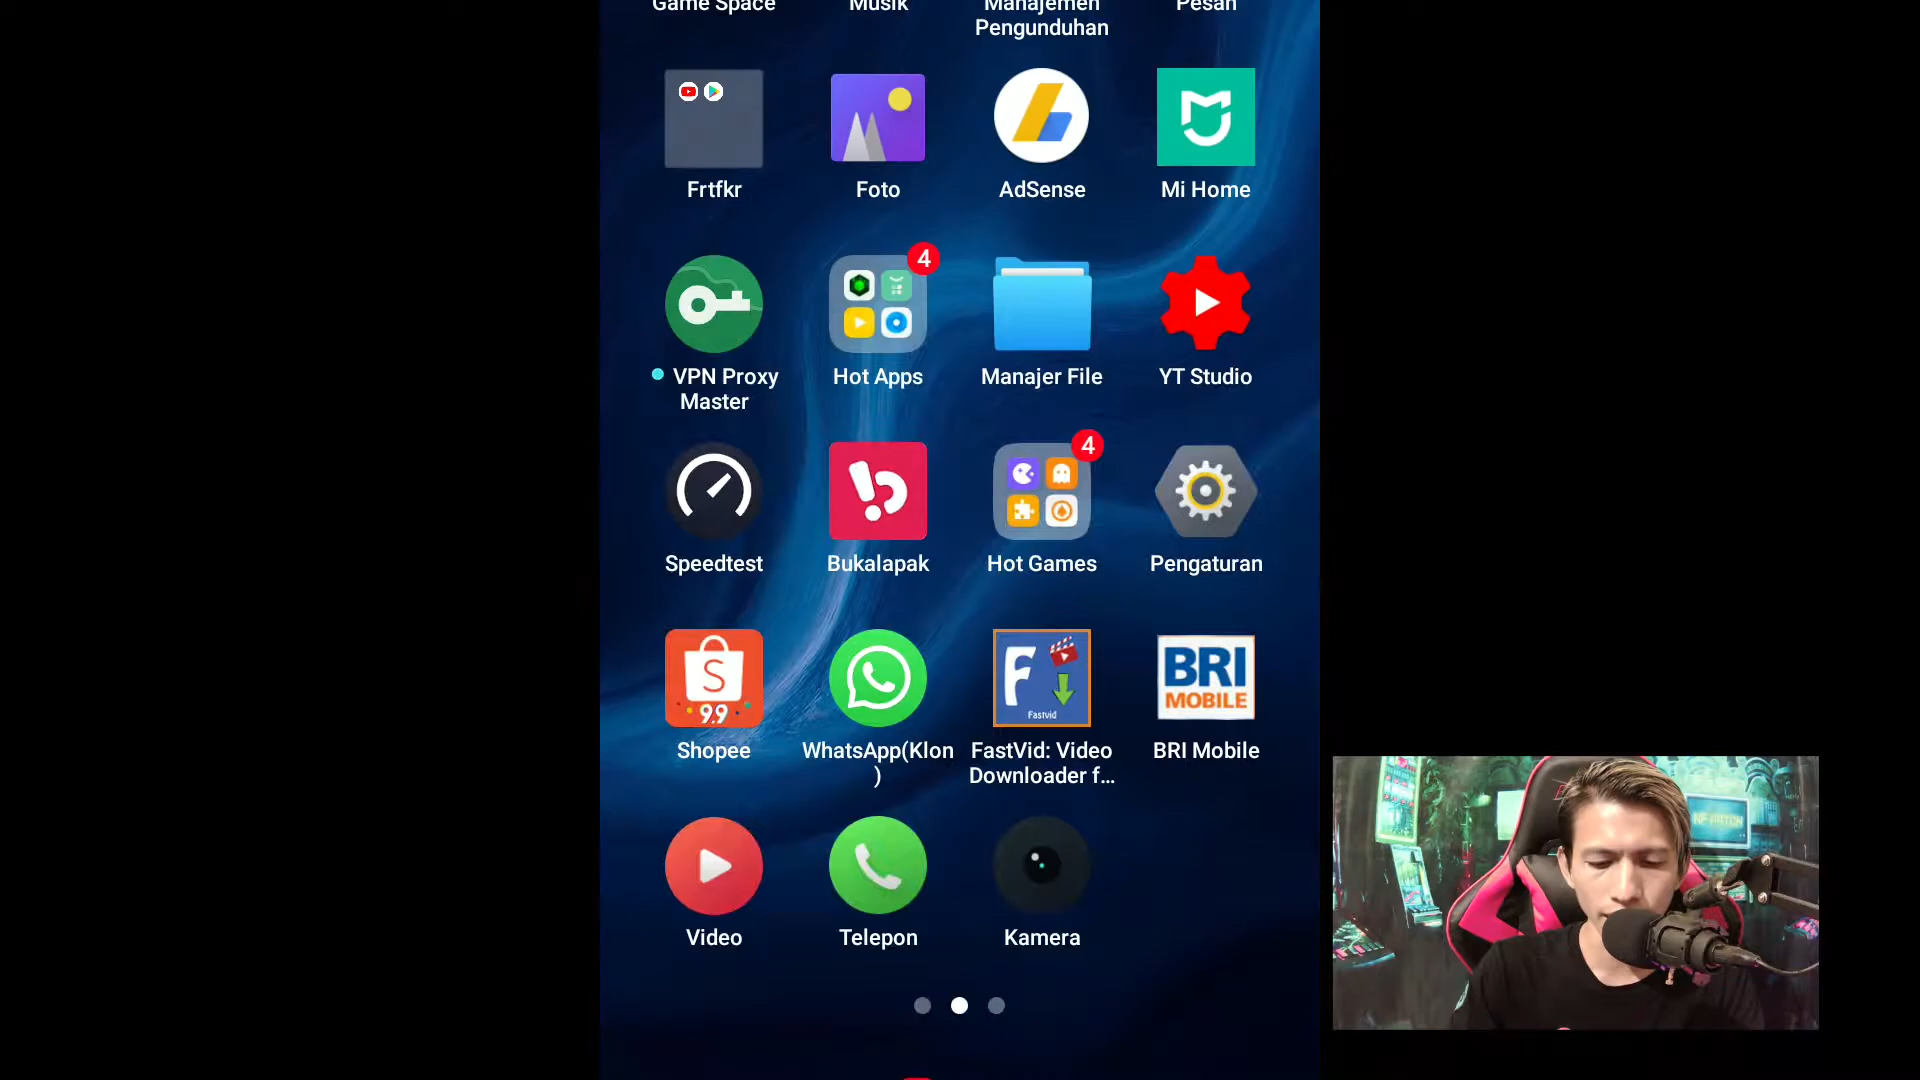 Game Space
Musik
Manajemen
Pengunduhan
Pesan
Frtfkr
Foto
AdSense
Mi Home
VPN Proxy
Master
4
Hot Apps
Manajer File
YT Studio
Speedtest
Bukalapak
4
Hot Games
Pengaturan
S
9.9
Shopee
WhatsApp(Klon
)
F
Fastvid
FastVid: Video
Downloader f...
BRI
MOBILE
BRI Mobile
Video
Telepon
Kamera